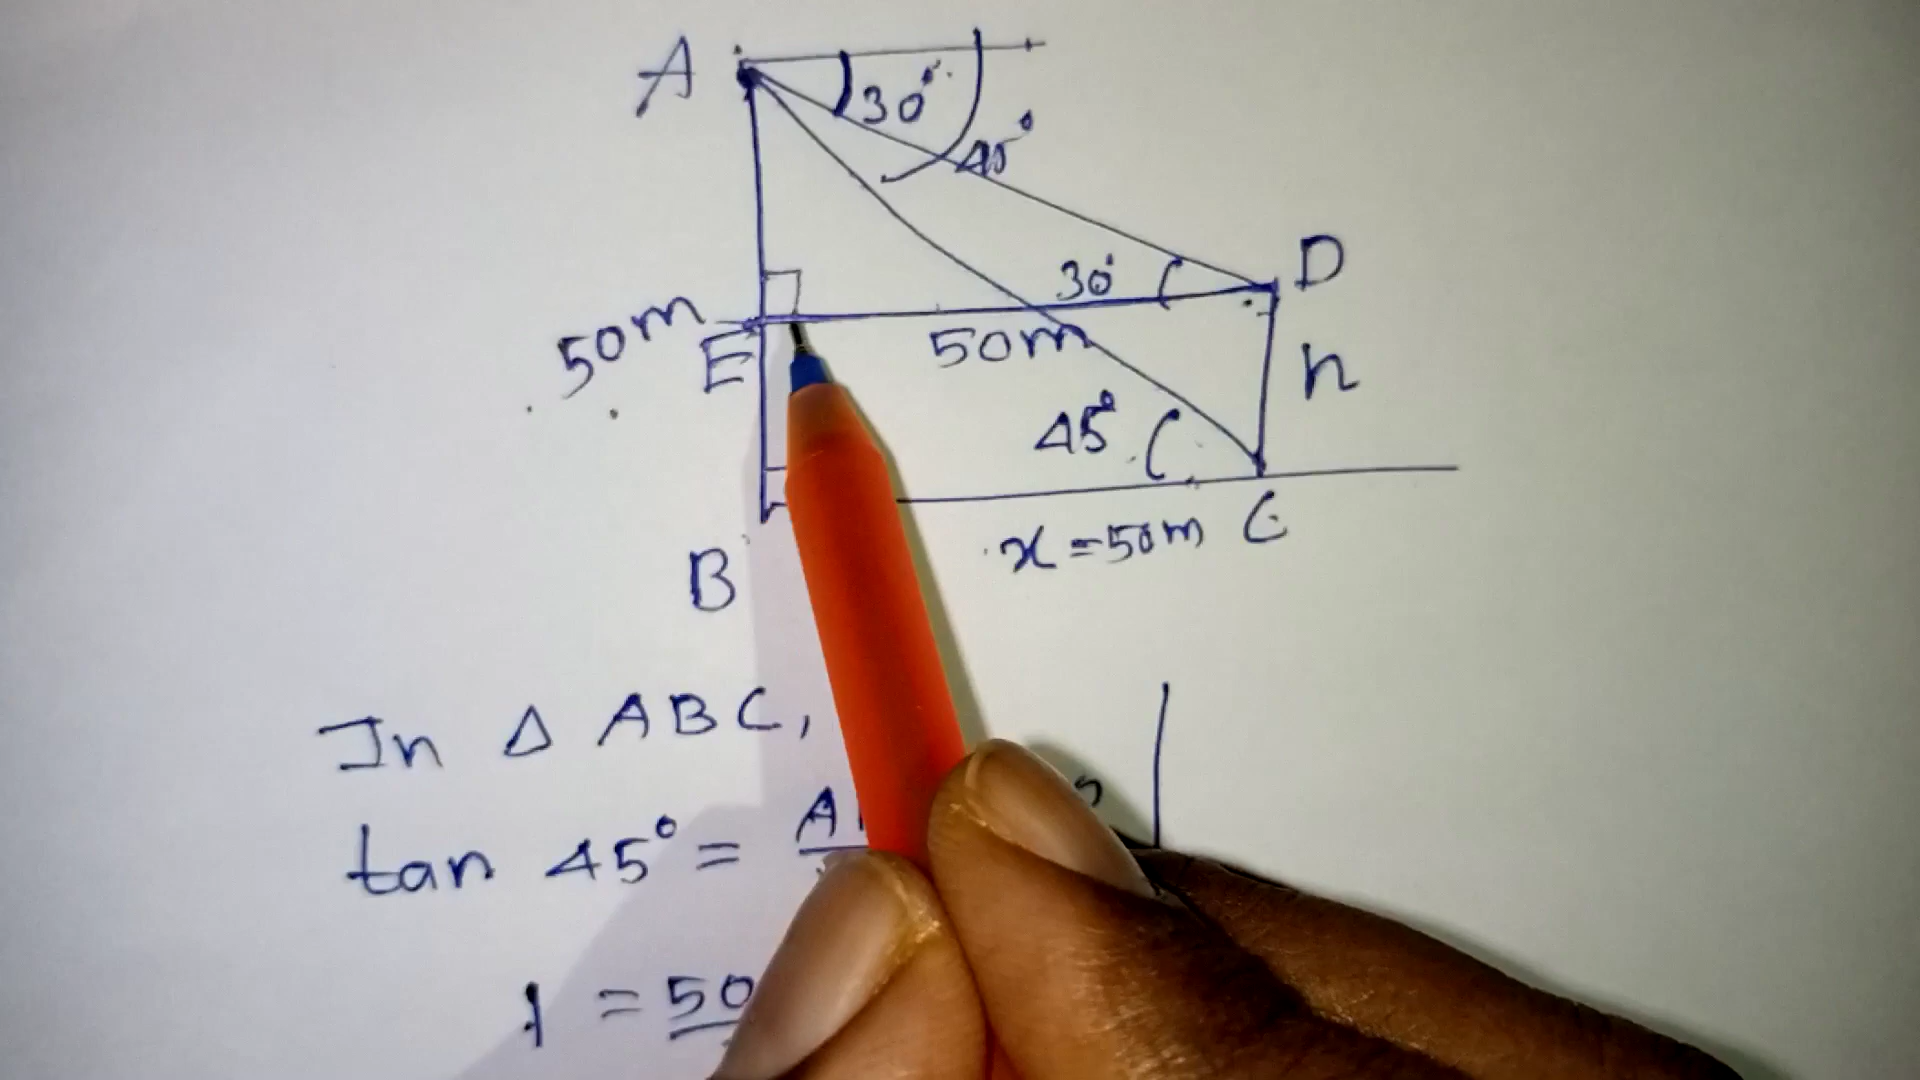 A
30°
45°
D
30°
50m
E
50m
h
45°
x = 50m
C
B
In Δ ABC,
tan 45° =
1 = 50